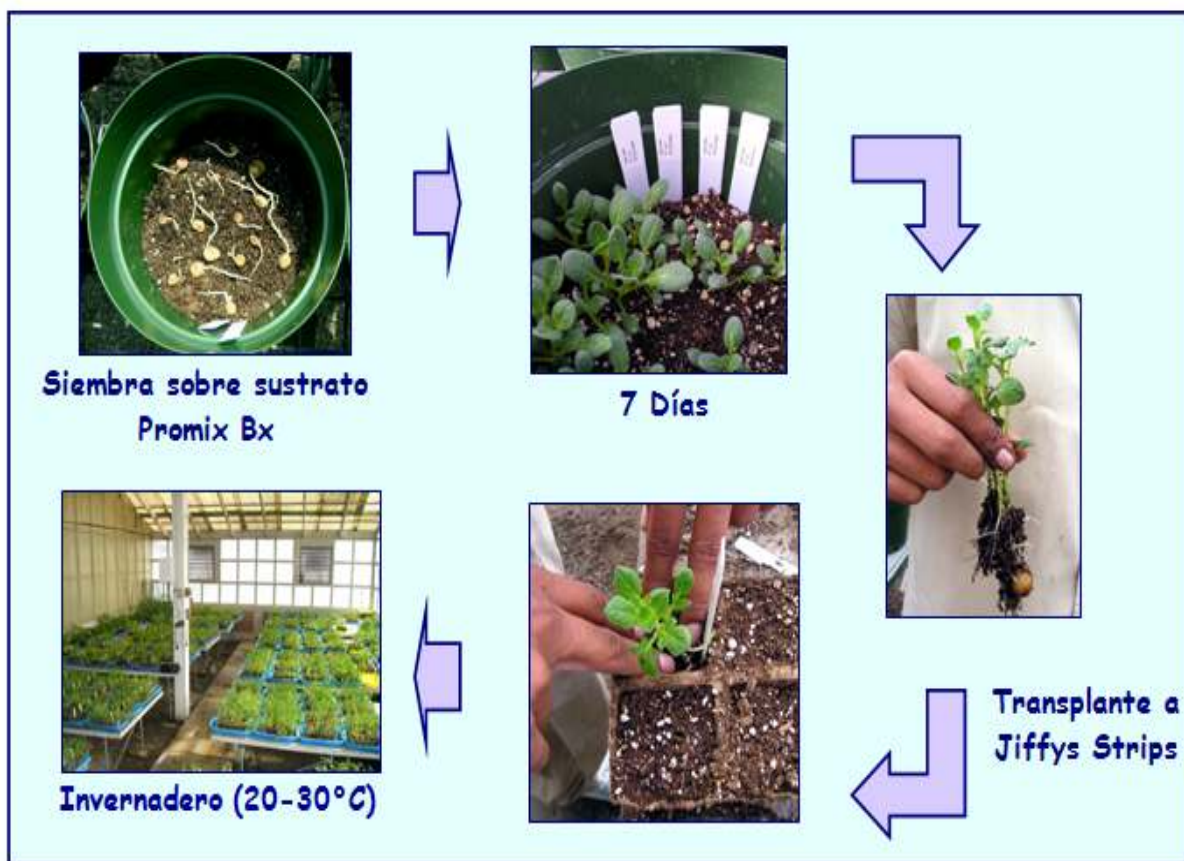 Siembra sobre sustrato
Promix Bx
7 Días
Transplante a
Jiffys Strips
Invernadero (20-30°C)